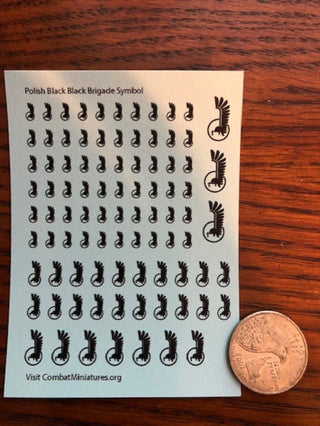 Polish Black Black Brigade Symbol
Visit CombatMiniatures.org